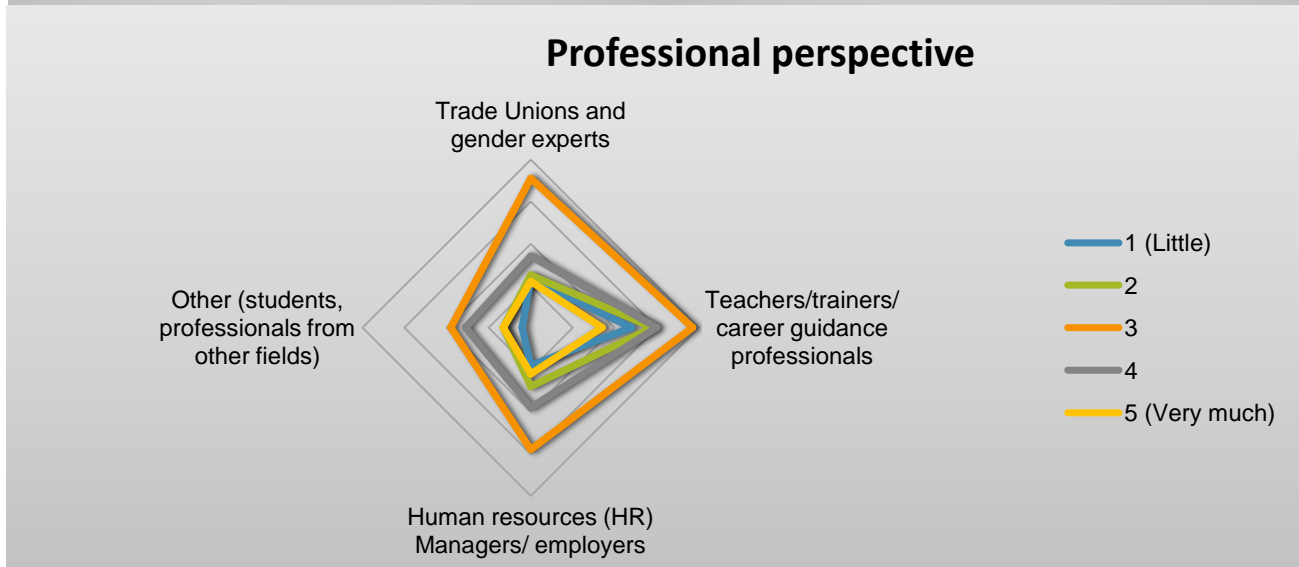 Professional perspective
Trade Unions and
gender experts
Other (students,
professionals from
other fields)
Teachers/trainers/
career guidance
professionals
Human resources (HR)
Managers/ employers
1 (Little)
2
3
4
5 (Very much)